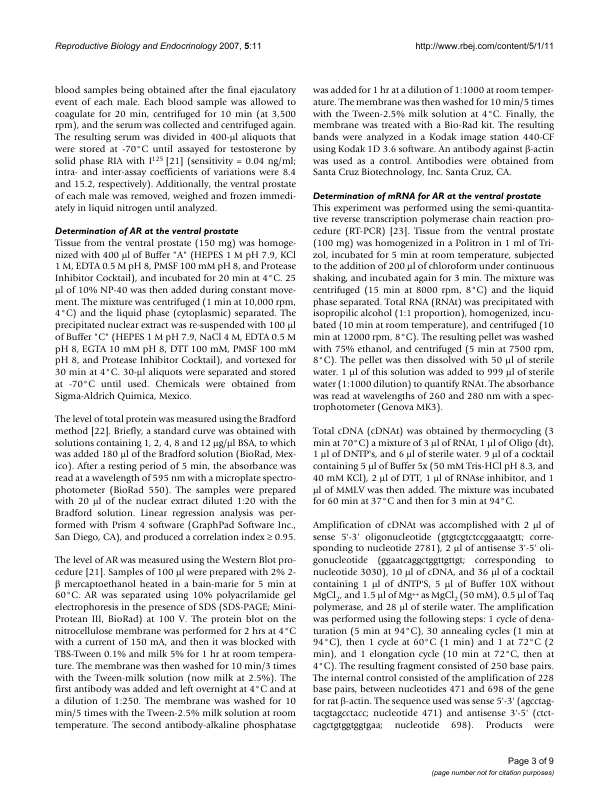 Reproductive Biology and Endocrinology 2007, 5:11
http://www.rbej.com/content/5/1/11
blood samples being obtained after the final ejaculatory
event of each male. Each blood sample was allowed to
coagulate for 20 min, centrifuged for 10 min (at 3,500
rpm), and the serum was collected and centrifuged again.
The resulting serum was divided in 400-μl aliquots that
were stored at -70°C until assayed for testosterone by
solid phase RIA with I¹²⁵ [21] (sensitivity = 0.04 ng/ml;
intra- and inter-assay coefficients of variations were 8.4
and 15.2, respectively). Additionally, the ventral prostate
of each male was removed, weighed and frozen immedi-
ately in liquid nitrogen until analyzed.
Determination of AR at the ventral prostate
Tissue from the ventral prostate (150 mg) was homoge-
nized with 400 μl of Buffer "A" (HEPES 1 M pH 7.9, KCl
1 M, EDTA 0.5 M pH 8, PMSF 100 mM pH 8, and Protease
Inhibitor Cocktail), and incubated for 20 min at 4°C. 25
μl of 10% NP-40 was then added during constant move-
ment. The mixture was centrifuged (1 min at 10,000 rpm,
4°C) and the liquid phase (cytoplasmic) separated. The
precipitated nuclear extract was re-suspended with 100 μl
of Buffer "C" (HEPES 1 M pH 7.9, NaCl 4 M, EDTA 0.5 M
pH 8, EGTA 10 mM pH 8, DTT 100 mM, PMSF 100 mM
pH 8, and Protease Inhibitor Cocktail), and vortexed for
30 min at 4°C. 30-μl aliquots were separated and stored
at -70°C until used. Chemicals were obtained from
Sigma-Aldrich Quimica, Mexico.
The level of total protein was measured using the Bradford
method [22]. Briefly, a standard curve was obtained with
solutions containing 1, 2, 4, 8 and 12 μg/μl BSA, to which
was added 180 μl of the Bradford solution (BioRad, Mex-
ico). After a resting period of 5 min, the absorbance was
read at a wavelength of 595 nm with a microplate spectro-
photometer (BioRad 550). The samples were prepared
with 20 μl of the nuclear extract diluted 1:20 with the
Bradford solution. Linear regression analysis was per-
formed with Prism 4 software (GraphPad Software Inc.,
San Diego, CA), and produced a correlation index ≥ 0.95.
The level of AR was measured using the Western Blot pro-
cedure [21]. Samples of 100 μl were prepared with 2% 2-
β mercaptoethanol heated in a bain-marie for 5 min at
60°C. AR was separated using 10% polyacrilamide gel
electrophoresis in the presence of SDS (SDS-PAGE; Mini-
Protean III, BioRad) at 100 V. The protein blot on the
nitrocellulose membrane was performed for 2 hrs at 4°C
with a current of 150 mA, and then it was blocked with
TBS-Tween 0.1% and milk 5% for 1 hr at room tempera-
ture. The membrane was then washed for 10 min/3 times
with the Tween-milk solution (now milk at 2.5%). The
first antibody was added and left overnight at 4°C and at
a dilution of 1:250. The membrane was washed for 10
min/5 times with the Tween-2.5% milk solution at room
temperature. The second antibody-alkaline phosphatase
was added for 1 hr at a dilution of 1:1000 at room temper-
ature. The membrane was then washed for 10 min/5 times
with the Tween-2.5% milk solution at 4°C. Finally, the
membrane was treated with a Bio-Rad kit. The resulting
bands were analyzed in a Kodak image station 440-CF
using Kodak 1D 3.6 software. An antibody against β-actin
was used as a control. Antibodies were obtained from
Santa Cruz Biotechnology, Inc. Santa Cruz, CA.
Determination of mRNA for AR at the ventral prostate
This experiment was performed using the semi-quantita-
tive reverse transcription polymerase chain reaction pro-
cedure (RT-PCR) [23]. Tissue from the ventral prostate
(100 mg) was homogenized in a Politron in 1 ml of Tri-
zol, incubated for 5 min at room temperature, subjected
to the addition of 200 μl of chloroform under continuous
shaking, and incubated again for 3 min. The mixture was
centrifuged (15 min at 8000 rpm, 8°C) and the liquid
phase separated. Total RNA (RNAt) was precipitated with
isopropilic alcohol (1:1 proportion), homogenized, incu-
bated (10 min at room temperature), and centrifuged (10
min at 12000 rpm, 8°C). The resulting pellet was washed
with 75% ethanol, and centrifuged (5 min at 7500 rpm,
8°C). The pellet was then dissolved with 50 μl of sterile
water. 1 μl of this solution was added to 999 μl of sterile
water (1:1000 dilution) to quantify RNAt. The absorbance
was read at wavelengths of 260 and 280 nm with a spec-
trophotometer (Genova MK3).
Total cDNA (cDNAt) was obtained by thermocycling (3
min at 70°C) a mixture of 3 μl of RNAt, 1 μl of Oligo (dt),
1 μl of DNTP's, and 6 μl of sterile water. 9 μl of a cocktail
containing 5 μl of Buffer 5x (50 mM Tris-HCl pH 8.3, and
40 mM KCl), 2 μl of DTT, 1 μl of RNAse inhibitor, and 1
μl of MMLV was then added. The mixture was incubated
for 60 min at 37°C and then for 3 min at 94°C.
Amplification of cDNAt was accomplished with 2 μl of
sense 5'-3' oligonucleotide (gtgtcgtctccggaaatgtt; corre-
sponding to nucleotide 2781), 2 μl of antisense 3'-5' oli-
gonucleotide (ggaatcaggctggttgttgt; corresponding to
nucleotide 3030), 10 μl of cDNA, and 36 μl of a cocktail
containing 1 μl of dNTP'S, 5 μl of Buffer 10X without
MgCl₂, and 1.5 μl of Mg⁺⁺ as MgCl₂ (50 mM), 0.5 μl of Taq
polymerase, and 28 μl of sterile water. The amplification
was performed using the following steps: 1 cycle of dena-
turation (5 min at 94°C), 30 annealing cycles (1 min at
94°C), then 1 cycle at 60°C (1 min) and 1 at 72°C (2
min), and 1 elongation cycle (10 min at 72°C, then at
4°C). The resulting fragment consisted of 250 base pairs.
The internal control consisted of the amplification of 228
base pairs, between nucleotides 471 and 698 of the gene
for rat β-actin. The sequence used was sense 5'-3' (agcctag-
tacgtagcctacc; nucleotide 471) and antisense 3'-5' (ctct-
cagctgtggtggtgaa; nucleotide 698). Products were
Page 3 of 9
(page number not for citation purposes)